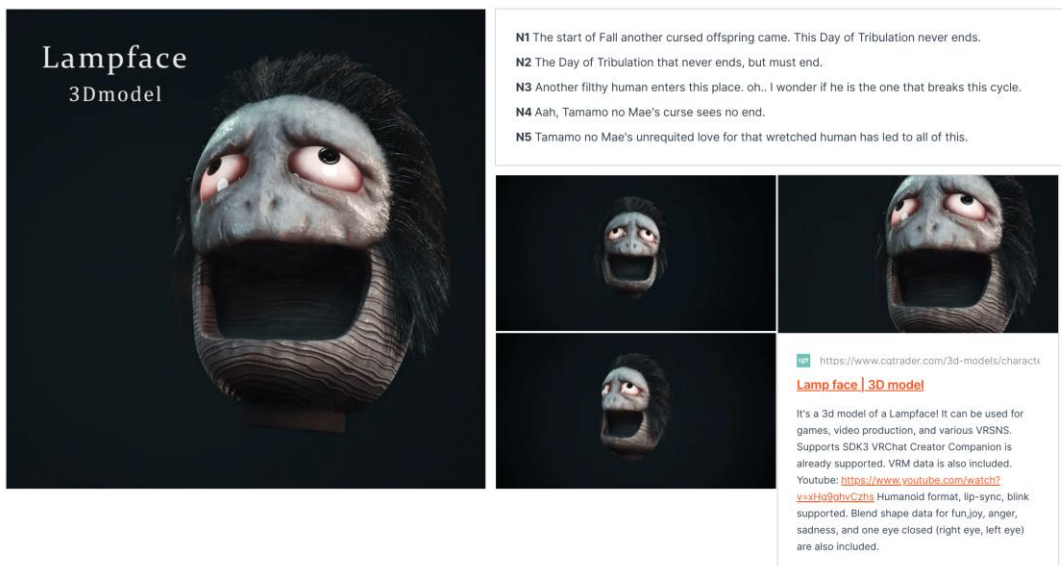 Lampface
3Dmodel
N1 The start of Fall another cursed offspring came. This Day of Tribulation never ends.
N2 The Day of Tribulation that never ends, but must end.
N3 Another filthy human enters this place. oh.. I wonder if he is the one that breaks this cycle.
N4 Aah, Tamamo no Mae's curse sees no end.
N5 Tamamo no Mae's unrequited love for that wretched human has led to all of this.
cgt https://www.cgtrader.com/3d-models/characte
Lamp face | 3D model
It's a 3d model of a Lampface! It can be used for
games, video production, and various VRSNS.
Supports SDK3 VRChat Creator Companion is
already supported. VRM data is also included.
Youtube: https://www.youtube.com/watch?
v=xHg9ghvCzhs Humanoid format, lip-sync, blink
supported. Blend shape data for fun,joy, anger,
sadness, and one eye closed (right eye, left eye)
are also included.